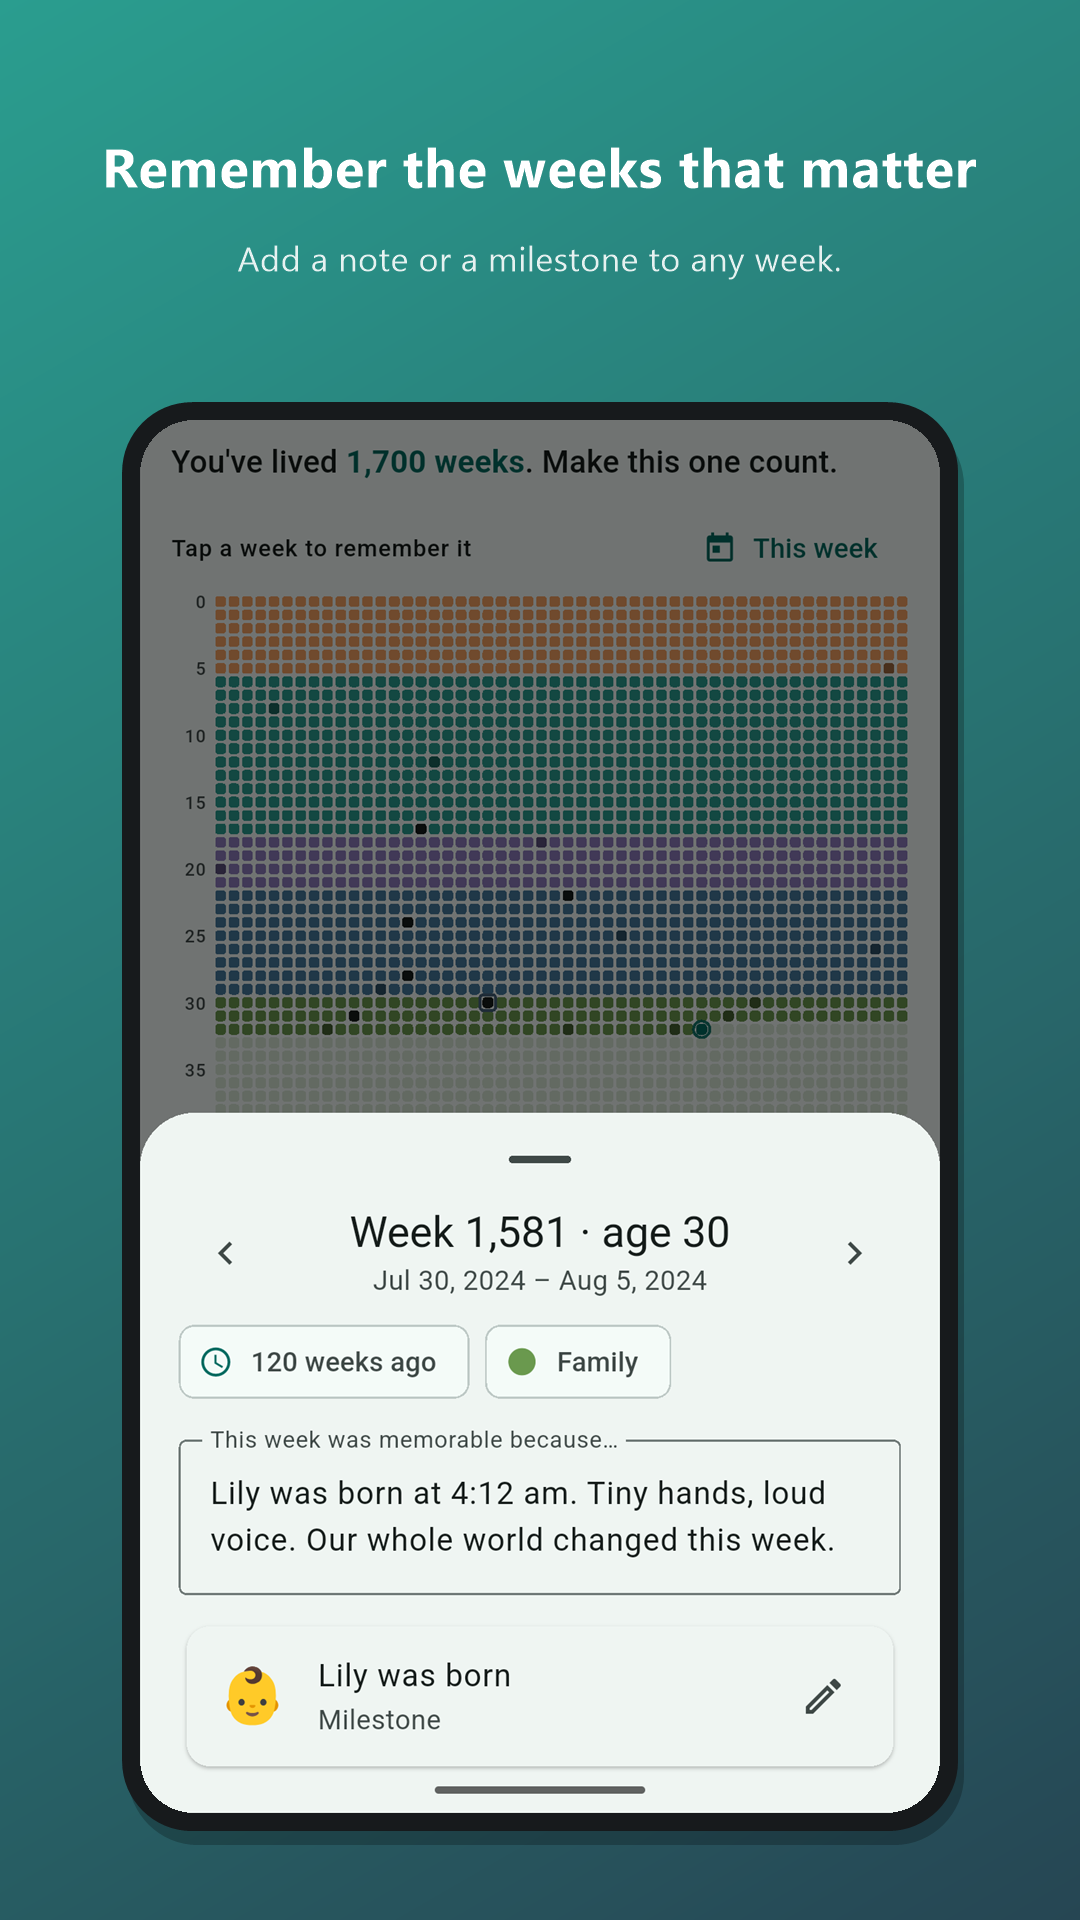 Remember the weeks that matter
Add a note or a milestone to any week.
You've lived 1,700 weeks. Make this one count.
Tap a week to remember it
This week
0
5
10
15
20
25
30
35
Week 1,581 · age 30
Jul 30, 2024 – Aug 5, 2024
120 weeks ago
Family
This week was memorable because…
Lily was born at 4:12 am. Tiny hands, loud
voice. Our whole world changed this week.
Lily was born
Milestone